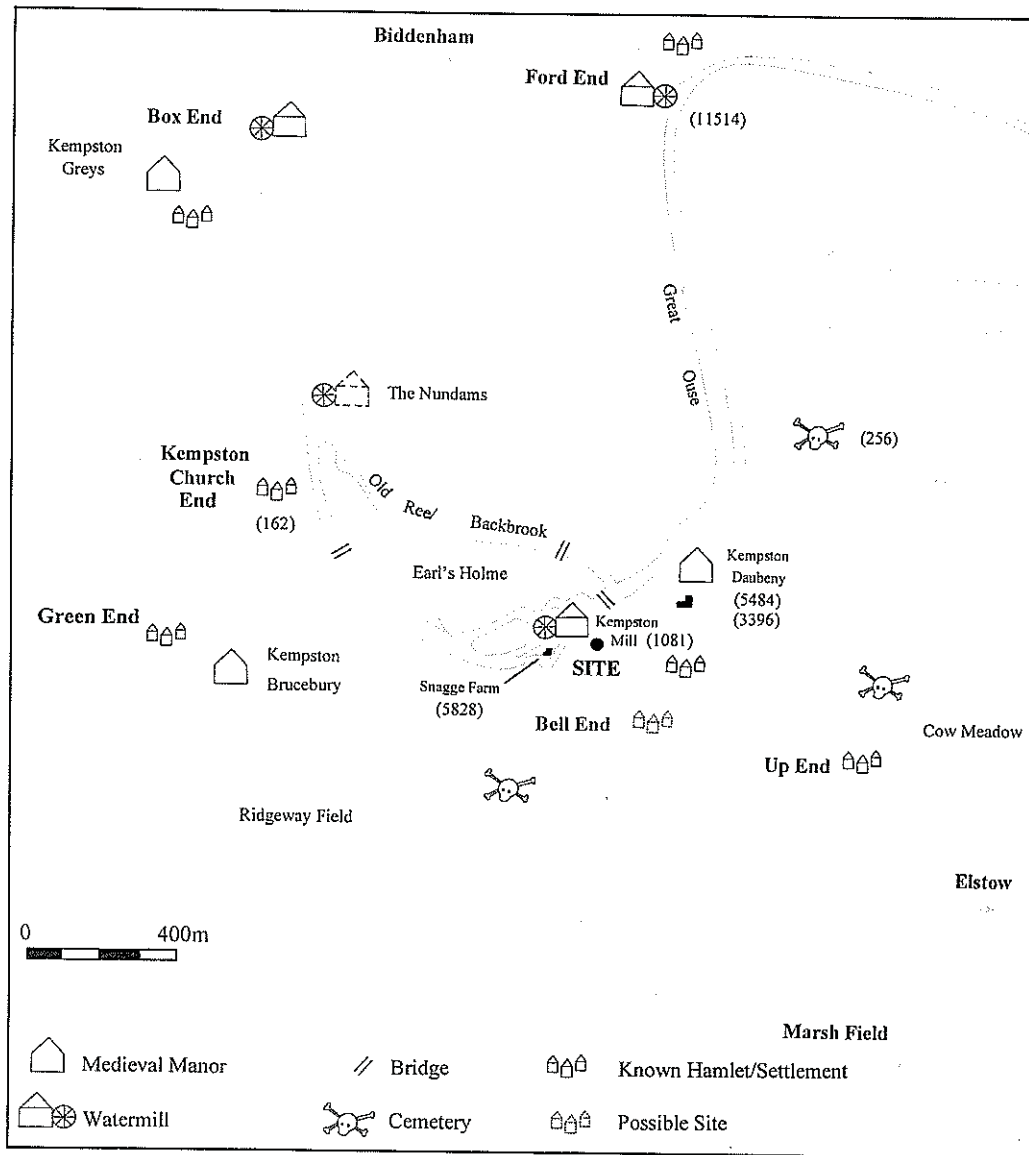 Biddenham
Ford End
(11514)
Box End
Kempston
Greys
Great
Ouse
The Nundams
(256)
Kempston
Church
End
(162)
Old Ree/ Backbrook
Earl's Holme
Kempston
Daubeny
(5484)
(3396)
Green End
Kempston
Brucebury
Kempston
Mill (1081)
SITE
Snagge Farm
(5828)
Bell End
Cow Meadow
Up End
Ridgeway Field
Elstow
0 400m
Marsh Field
Medieval Manor
Bridge
Known Hamlet/Settlement
Watermill
Cemetery
Possible Site